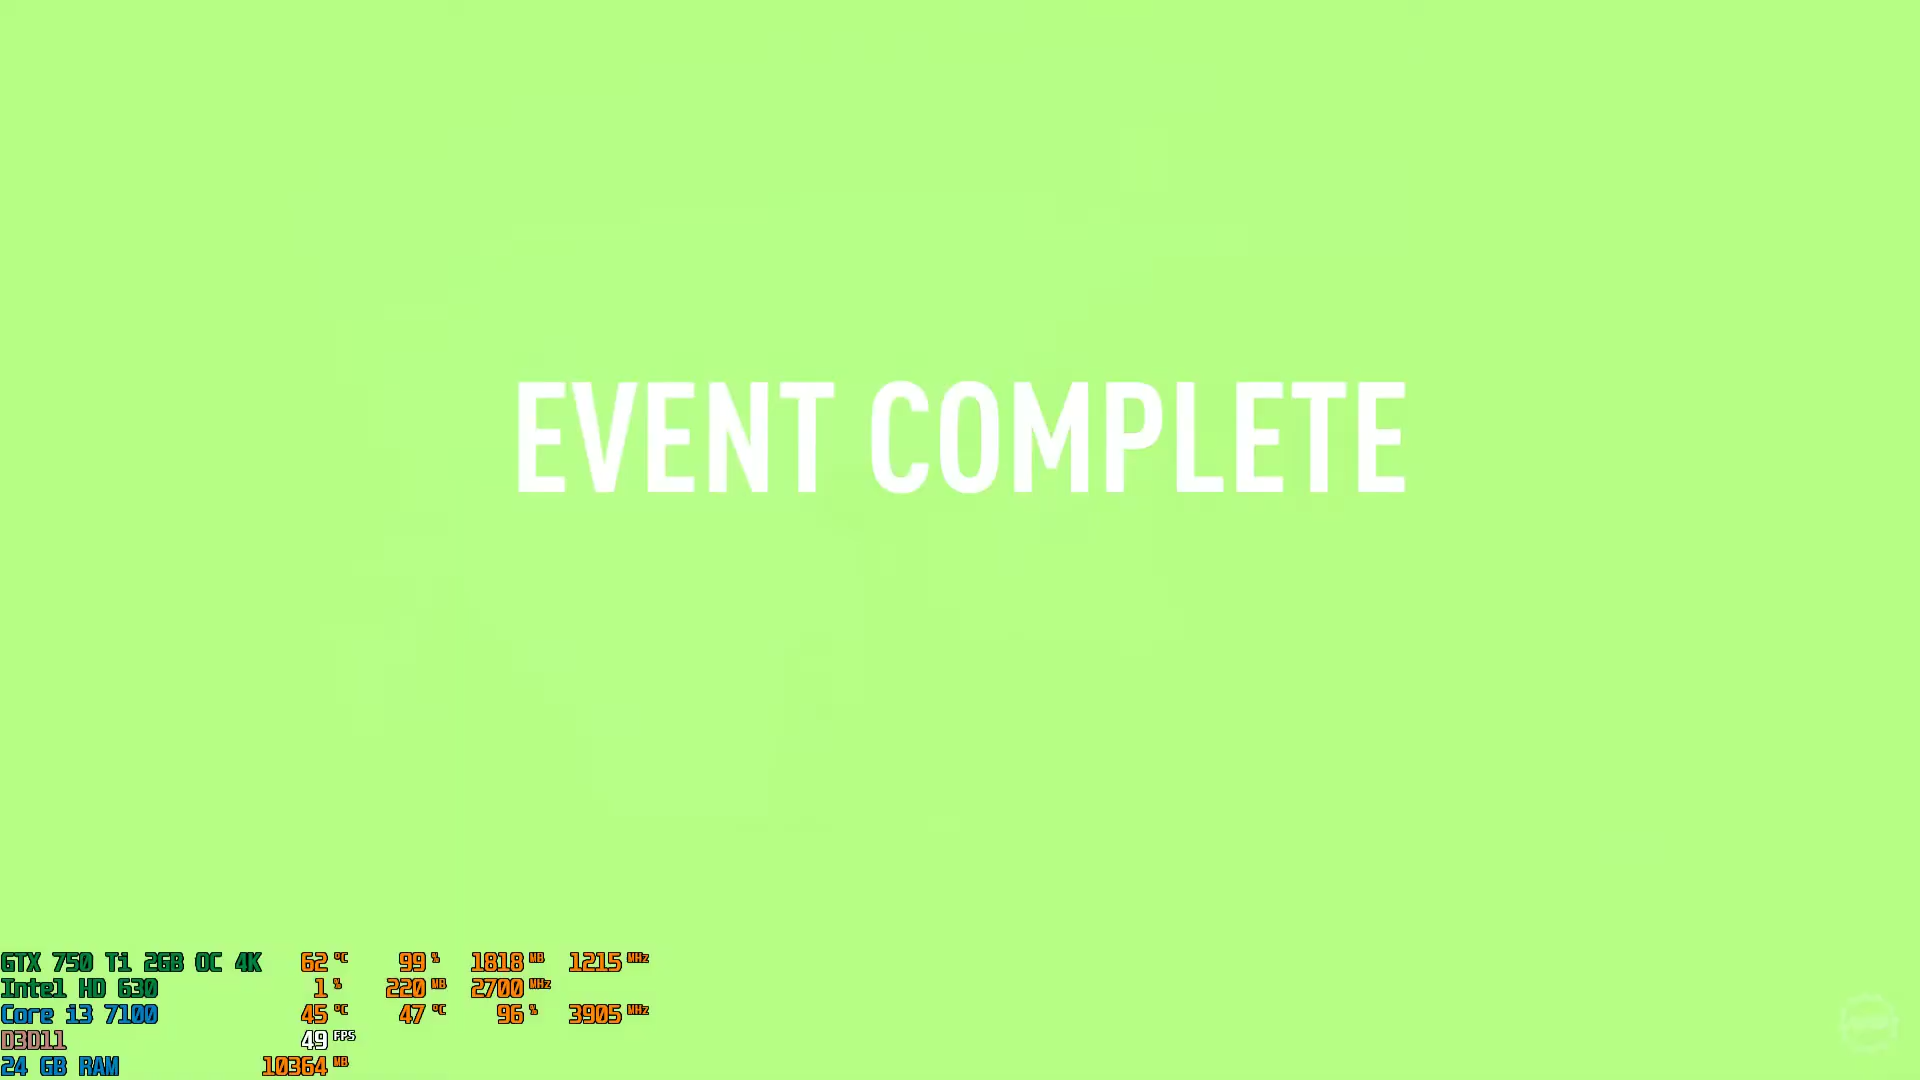 EVENT COMPLETE
GTX 750 Ti 2GB OC 4K 62 °C 99 % 1818 MB 1215 MHz
Intel HD 630 1 % 220 MB 2700 MHz
Core i3 7100 45 °C 47 °C 96 % 3905 MHz
D3D11 49 FPS
24 GB RAM 10364 MB